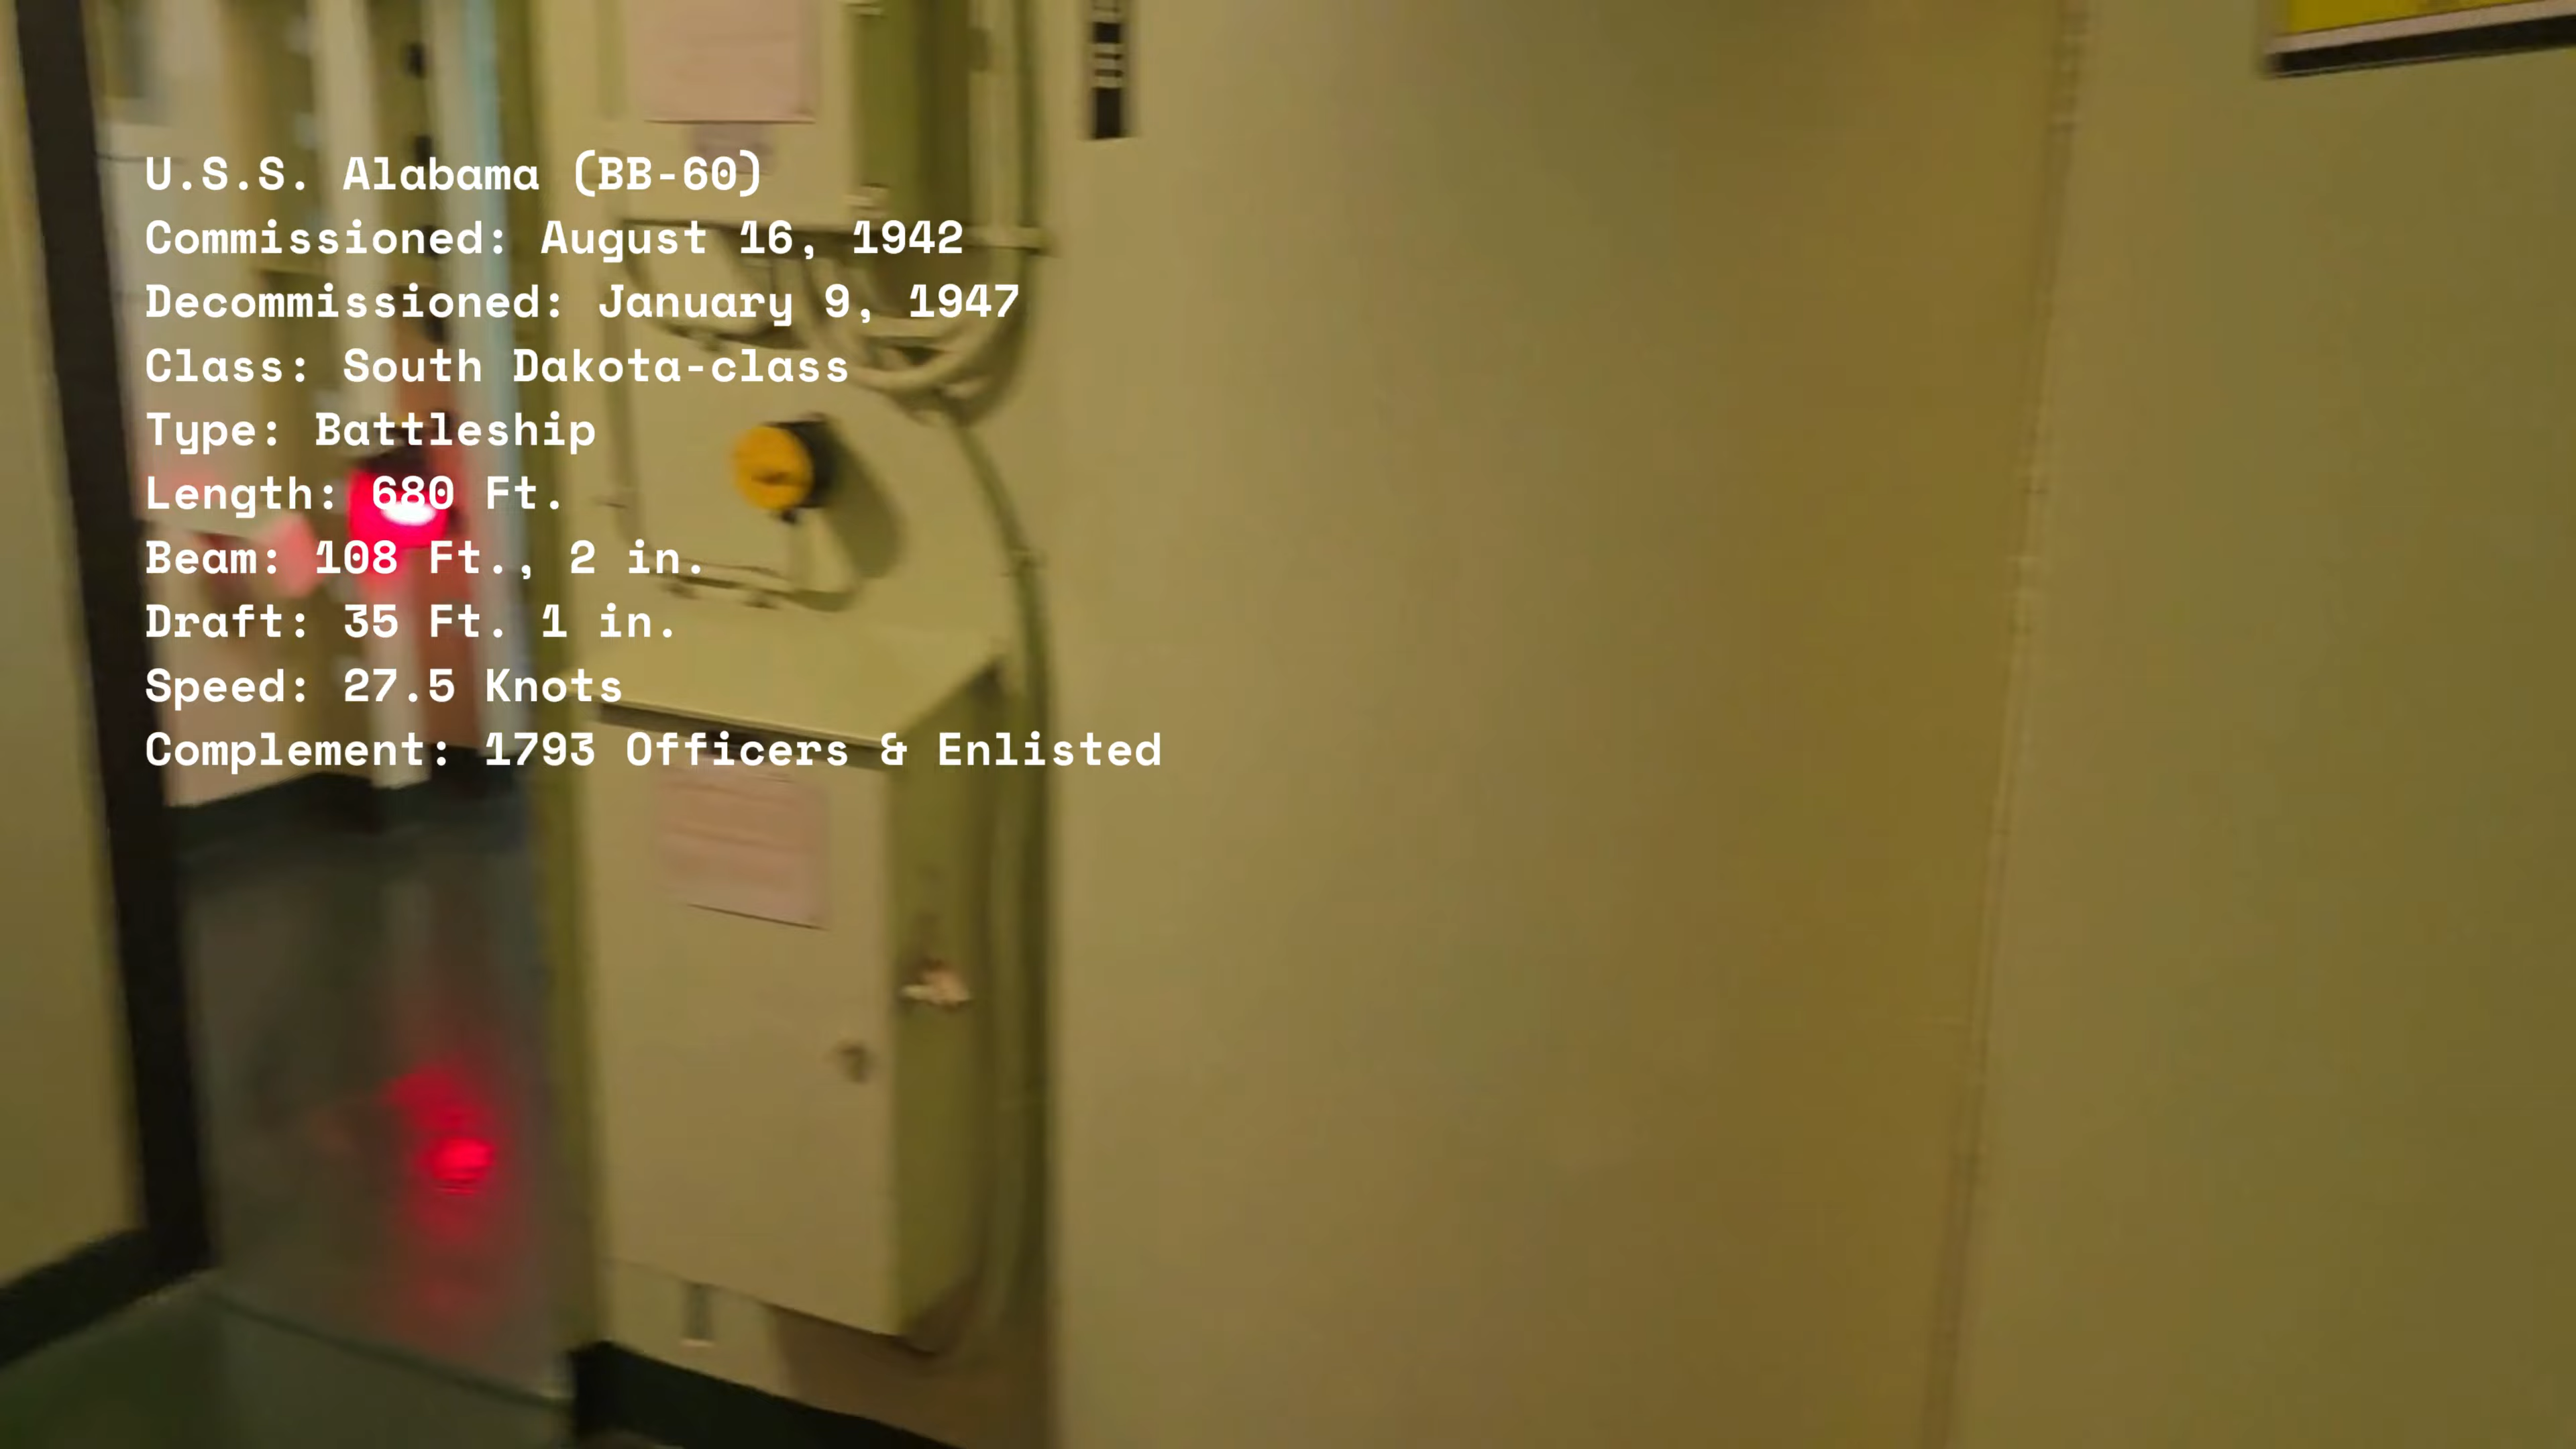 U.S.S. Alabama (BB-60)
Commissioned: August 16, 1942
Decommissioned: January 9, 1947
Class: South Dakota-class
Type: Battleship
Length: 680 Ft.
Beam: 108 Ft., 2 in.
Draft: 35 Ft. 1 in.
Speed: 27.5 Knots
Complement: 1793 Officers & Enlisted